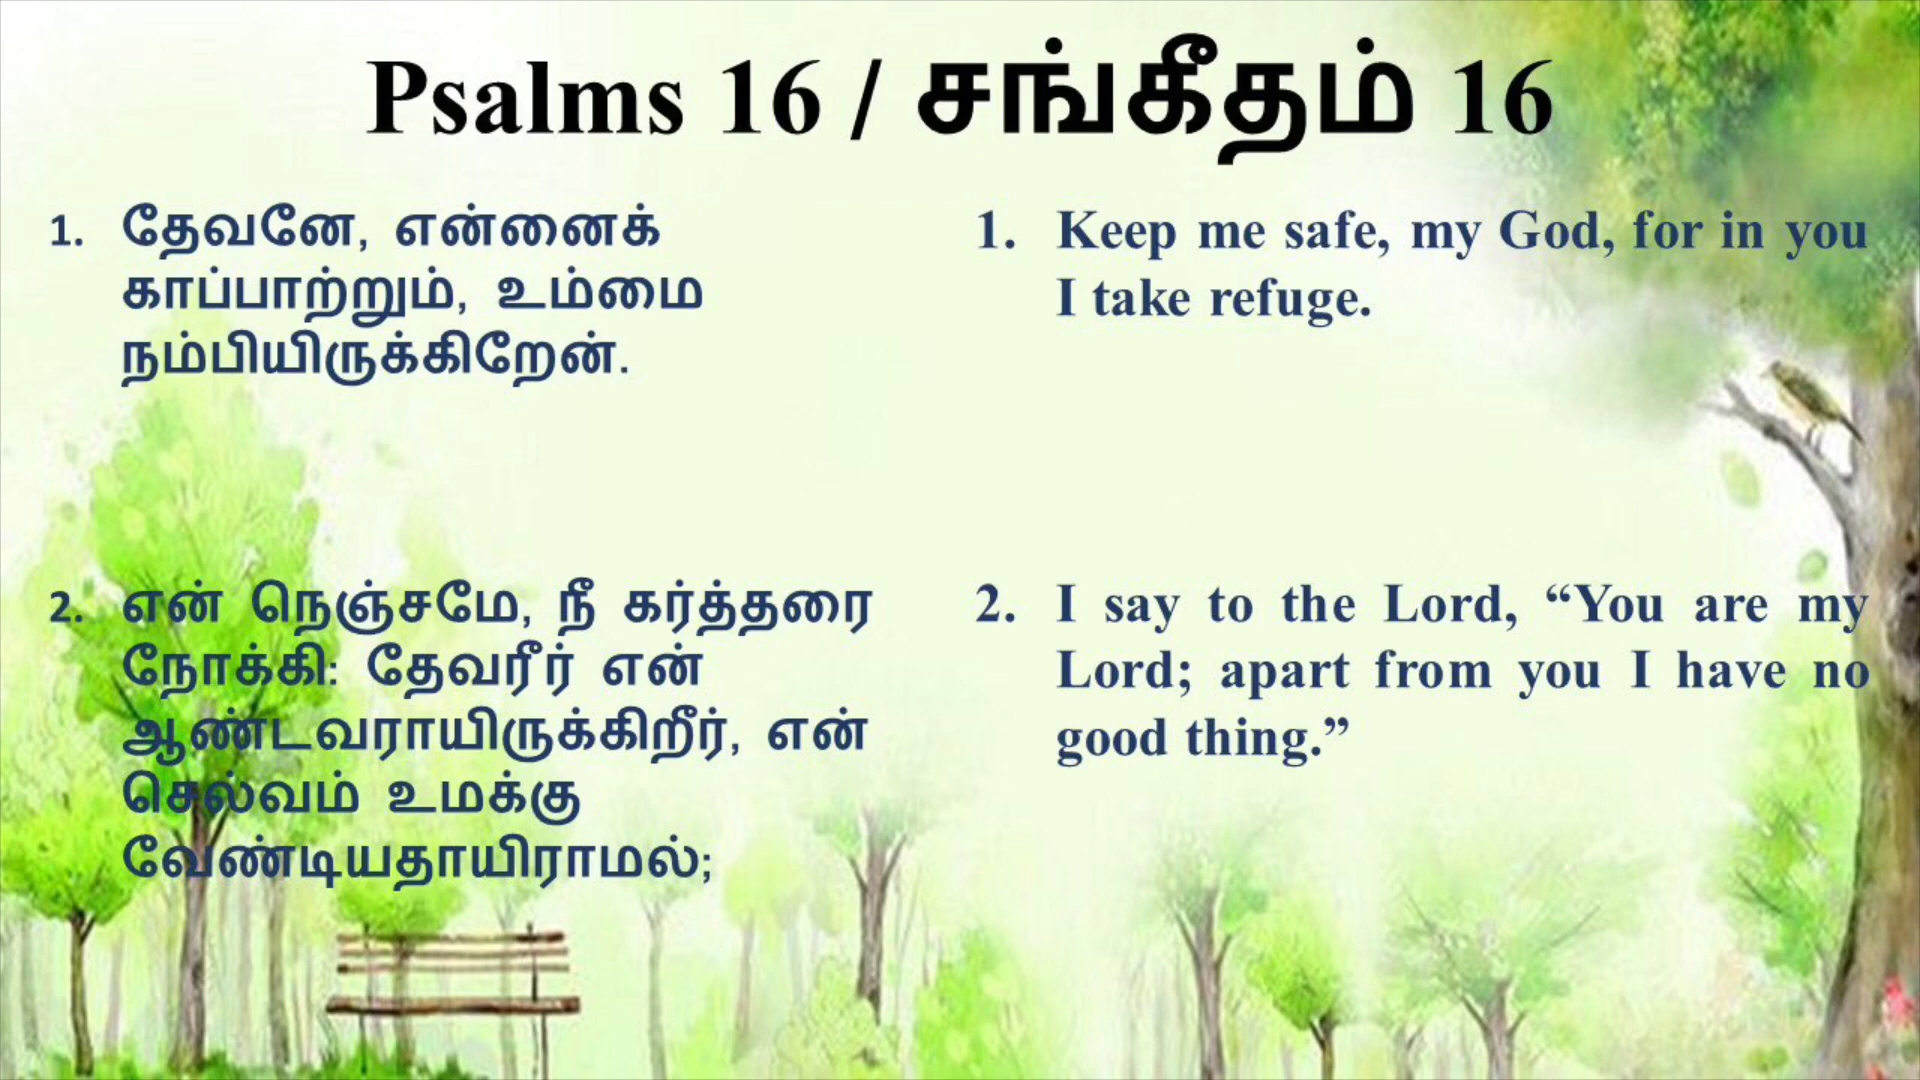 Psalms 16 / சங்கீதம் 16
1. தேவனே, என்னைக்
காப்பாற்றும், உம்மை
நம்பியிருக்கிறேன்.
2. என் நெஞ்சமே, நீ கர்த்தரை
நோக்கி: தேவரீர் என்
ஆண்டவராயிருக்கிறீர், என்
செல்வம் உமக்கு
வேண்டியதாயிராமல்;
1. Keep me safe, my God, for in you
I take refuge.
2. I say to the Lord, “You are my
Lord; apart from you I have no
good thing.”